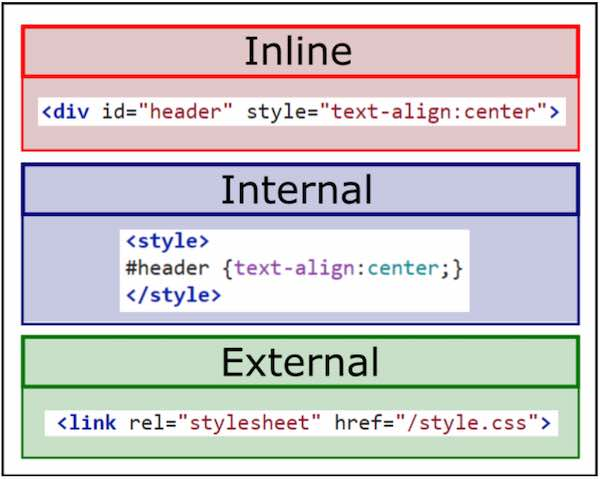 Inline
<div id="header" style="text-align:center">
Internal
<style>
#header {text-align:center;}
</style>
External
<link rel="stylesheet" href="/style.css">